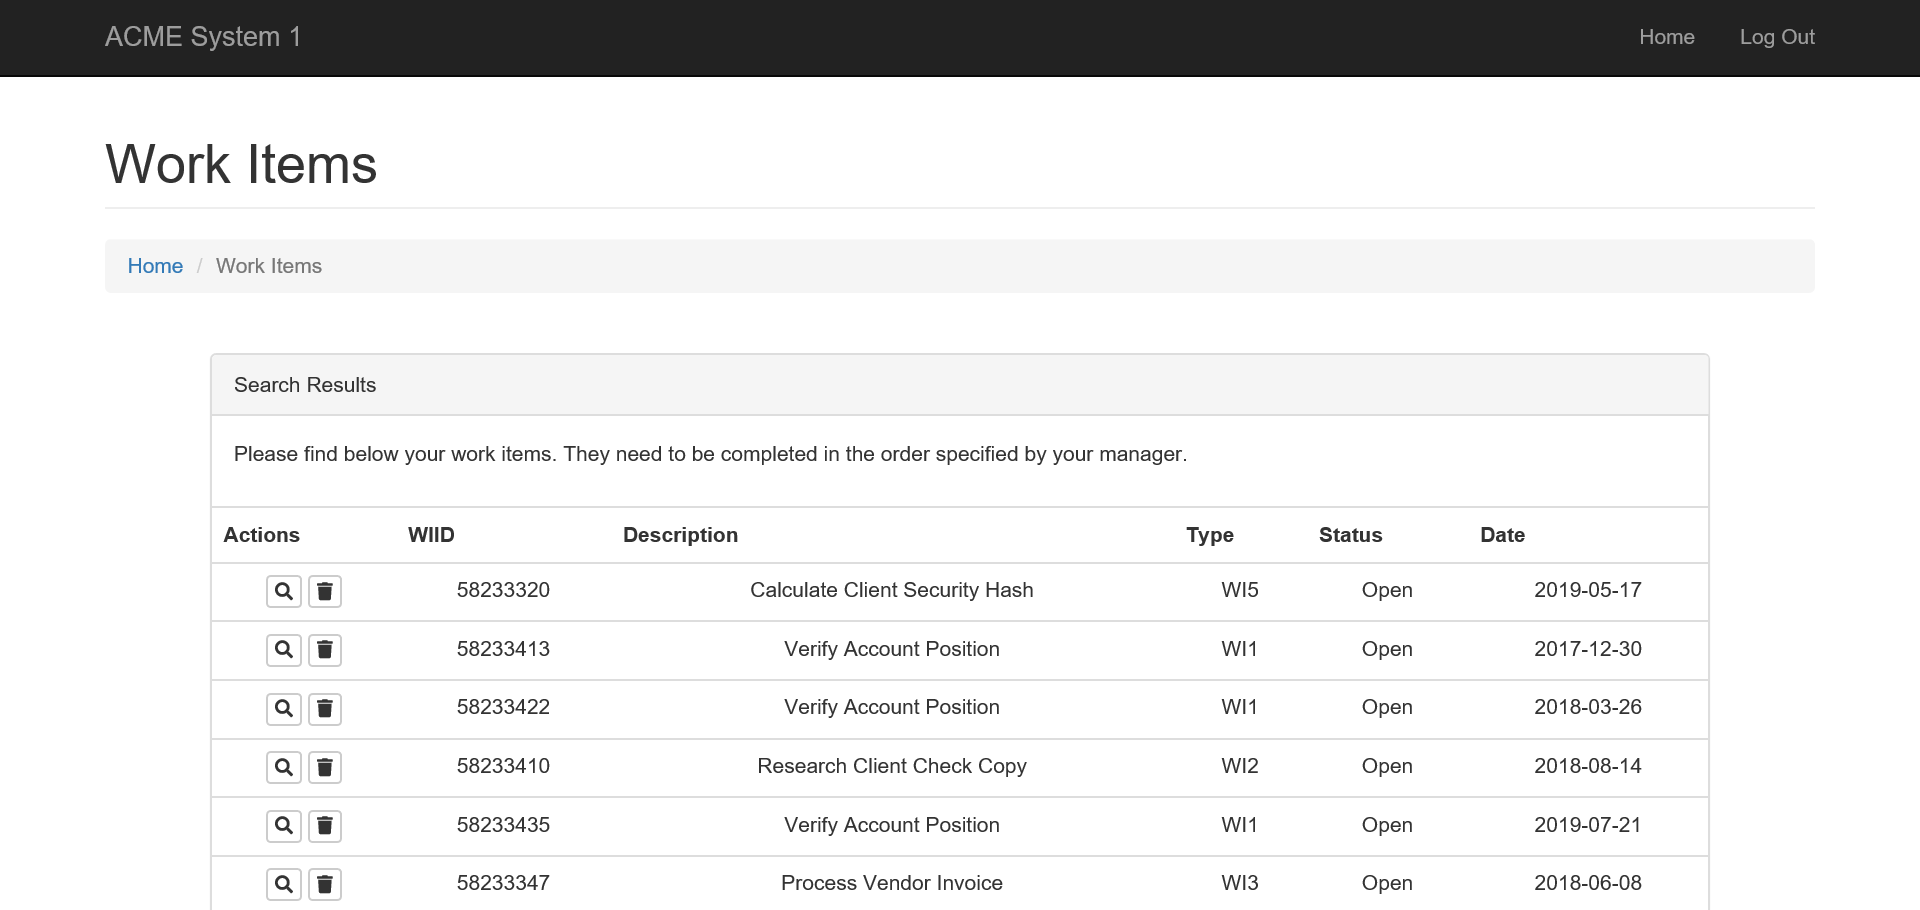 ACME System 1 Home Log Out
Work Items
Home / Work Items
Search Results
Please find below your work items. They need to be completed in the order specified by your manager.
Actions WIID Description Type Status Date
58233320 Calculate Client Security Hash WI5 Open 2019-05-17
58233413 Verify Account Position WI1 Open 2017-12-30
58233422 Verify Account Position WI1 Open 2018-03-26
58233410 Research Client Check Copy WI2 Open 2018-08-14
58233435 Verify Account Position WI1 Open 2019-07-21
58233347 Process Vendor Invoice WI3 Open 2018-06-08